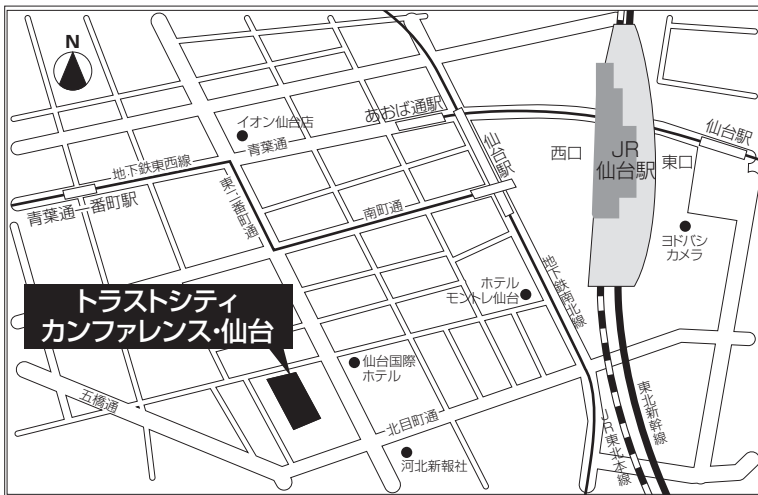 N
イオン仙台店
あおば通駅
青葉通
地下鉄東西線
青葉通一番町駅
東二番町通
南町通
仙台駅
西口
JR
仙台駅
東口
仙台駅
ヨドバシ
カメラ
ホテル
モントレ仙台
地下鉄南北線
トラストシティ
カンファレンス・仙台
仙台国際
ホテル
五橋通
北目町通
河北新報社
JR東北本線
東北新幹線